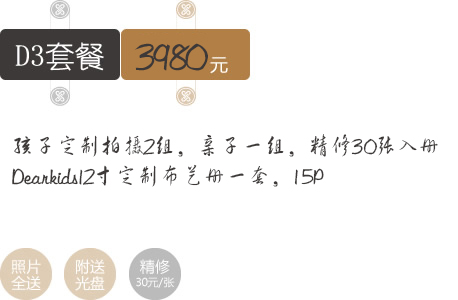 D3套餐 3980元
孩子定制拍摄2组，亲子一组，精修30张入册
Dearkids12寸定制布艺册一套，15P
照片 附送 精修
全送 光盘 30元/张